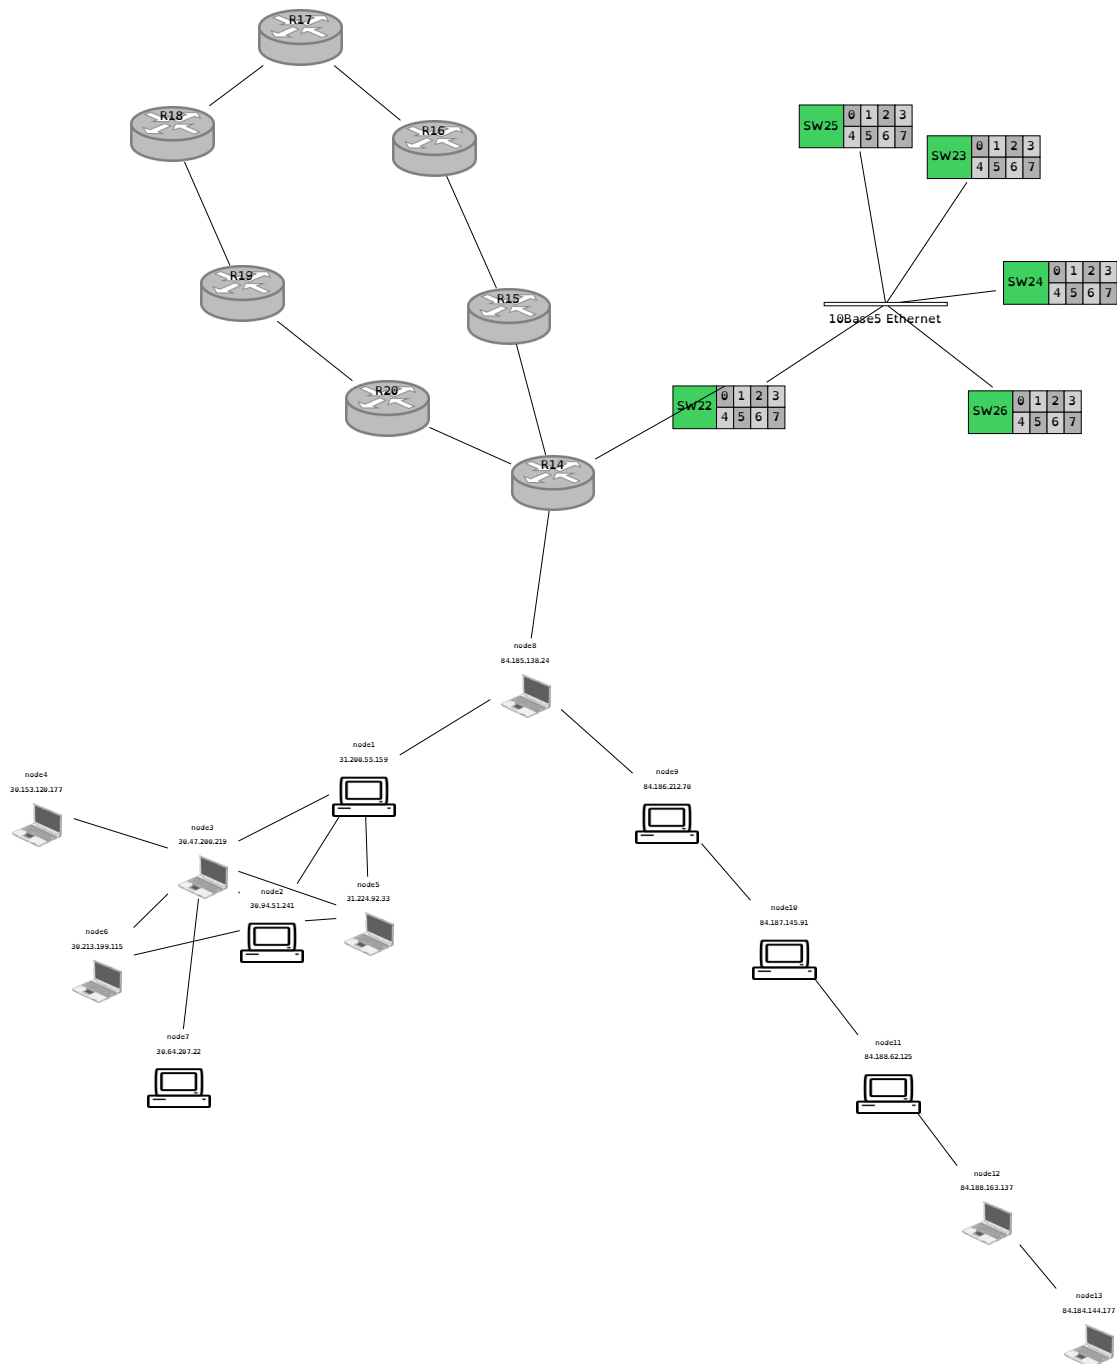 R17
R18
R16
SW25
0 1 2 3
4 5 6 7
SW23
0 1 2 3
4 5 6 7
R19
R15
SW24
0 1 2 3
4 5 6 7
10Base5 Ethernet
R20
SW22
0 1 2 3
4 5 6 7
SW26
0 1 2 3
4 5 6 7
R14
node8
84.185.138.24
node1
31.200.55.159
node4
30.153.120.177
node9
84.186.212.70
node3
30.47.200.219
node2
30.94.51.241
node5
31.224.92.33
node6
30.213.199.115
node10
84.187.145.91
node7
30.64.207.22
node11
84.188.62.125
node12
84.188.163.137
node13
84.184.144.177